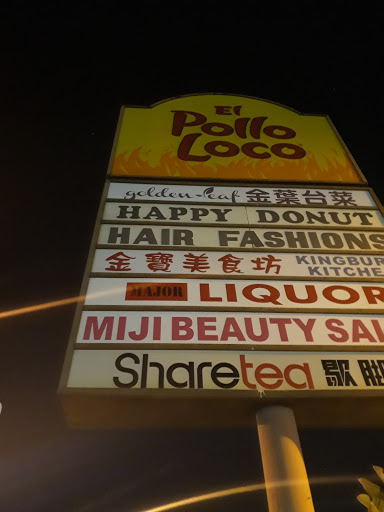 El
Pollo
Loco
golden leaf 金葉台菜
HAPPY DONUT
HAIR FASHIONS
金寶美食坊 KINGBUR
KITCHE
MAJOR LIQUOR
MIJI BEAUTY SAL
Sharetea 歇腳